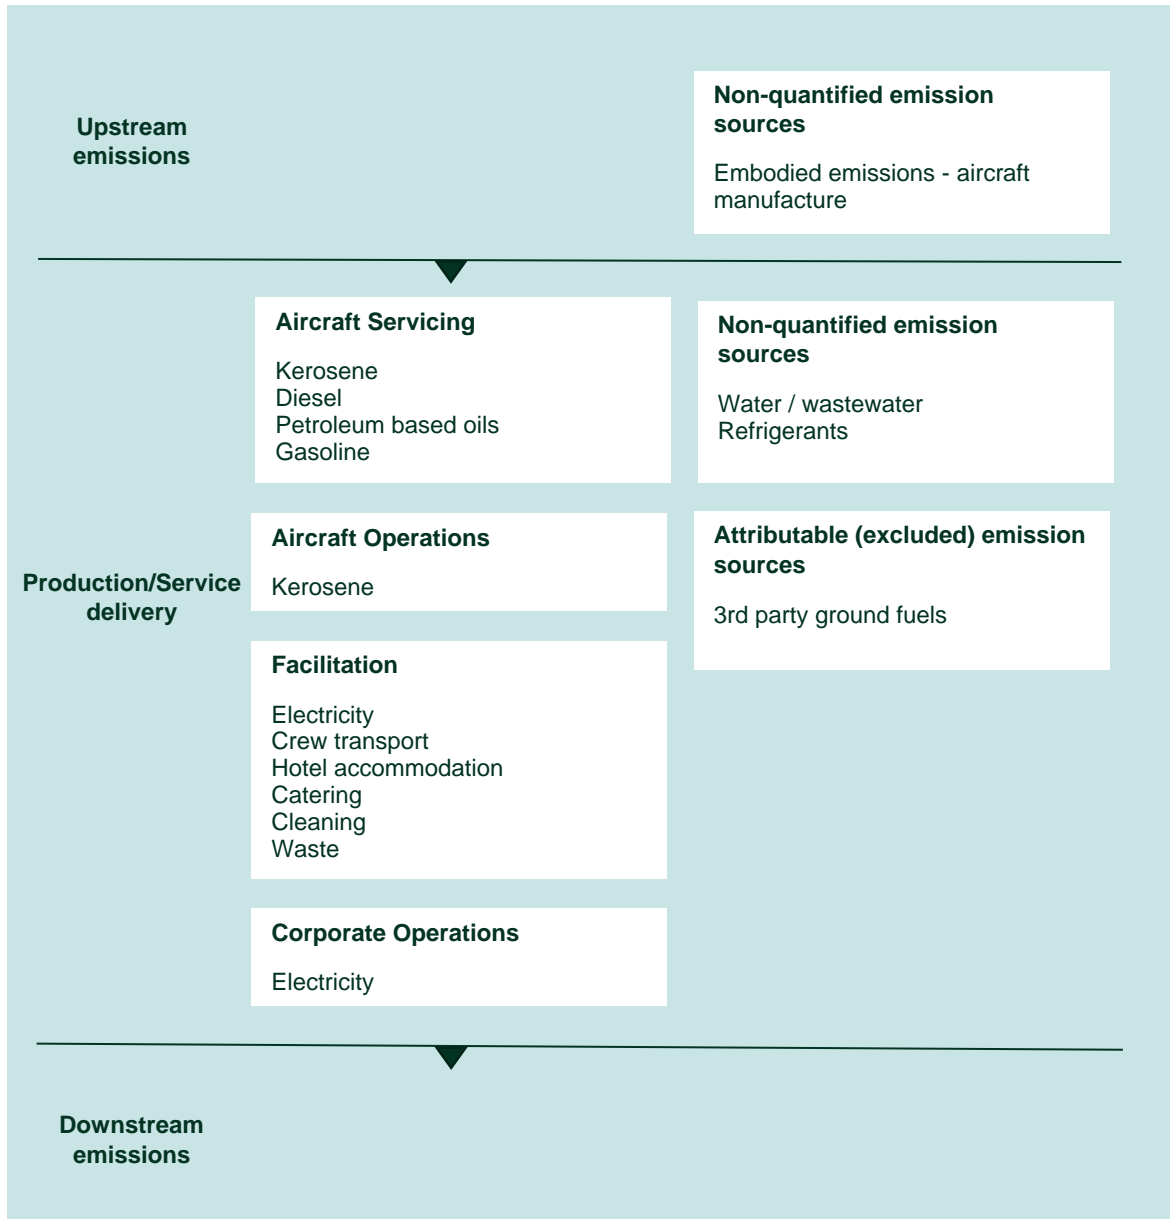 Upstream
emissions
Non-quantified emission
sources
Embodied emissions - aircraft
manufacture
Production/Service
delivery
Aircraft Servicing
Kerosene
Diesel
Petroleum based oils
Gasoline
Aircraft Operations
Kerosene
Facilitation
Electricity
Crew transport
Hotel accommodation
Catering
Cleaning
Waste
Corporate Operations
Electricity
Non-quantified emission
sources
Water / wastewater
Refrigerants
Attributable (excluded) emission
sources
3rd party ground fuels
Downstream
emissions